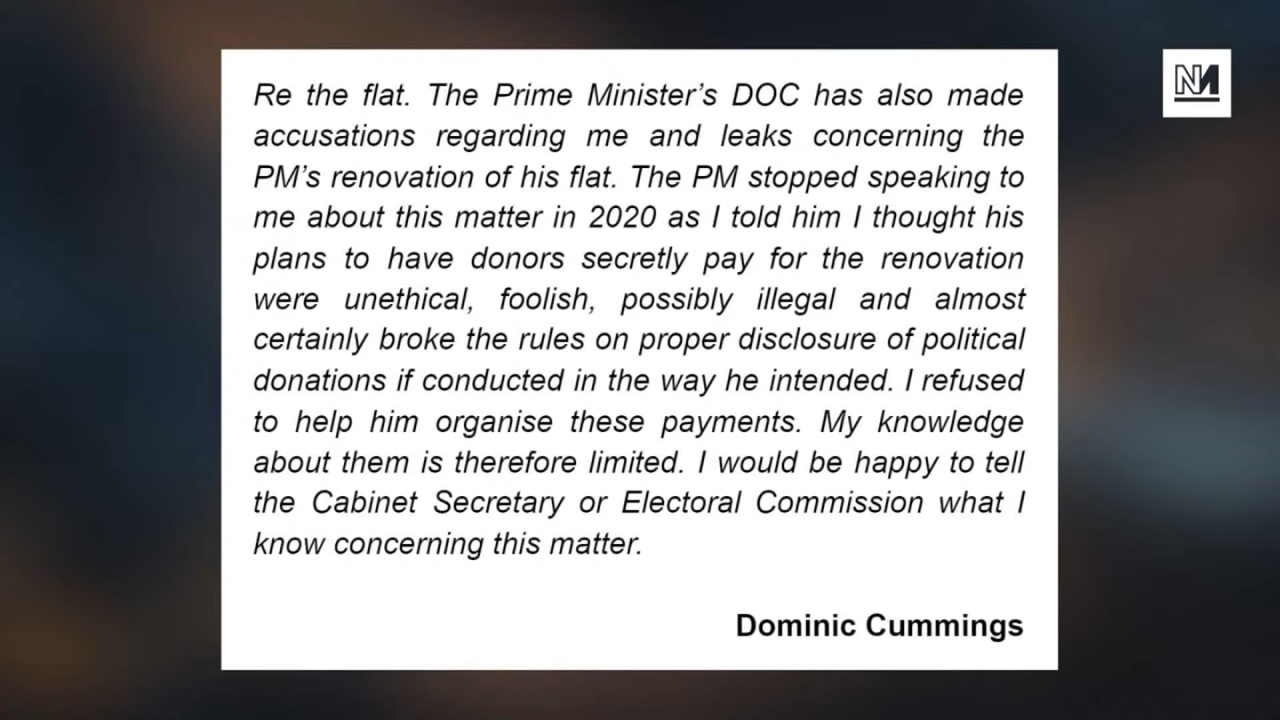 Re the flat. The Prime Minister’s DOC has also made
accusations regarding me and leaks concerning the
PM’s renovation of his flat. The PM stopped speaking to
me about this matter in 2020 as I told him I thought his
plans to have donors secretly pay for the renovation
were unethical, foolish, possibly illegal and almost
certainly broke the rules on proper disclosure of political
donations if conducted in the way he intended. I refused
to help him organise these payments. My knowledge
about them is therefore limited. I would be happy to tell
the Cabinet Secretary or Electoral Commission what I
know concerning this matter.
Dominic Cummings